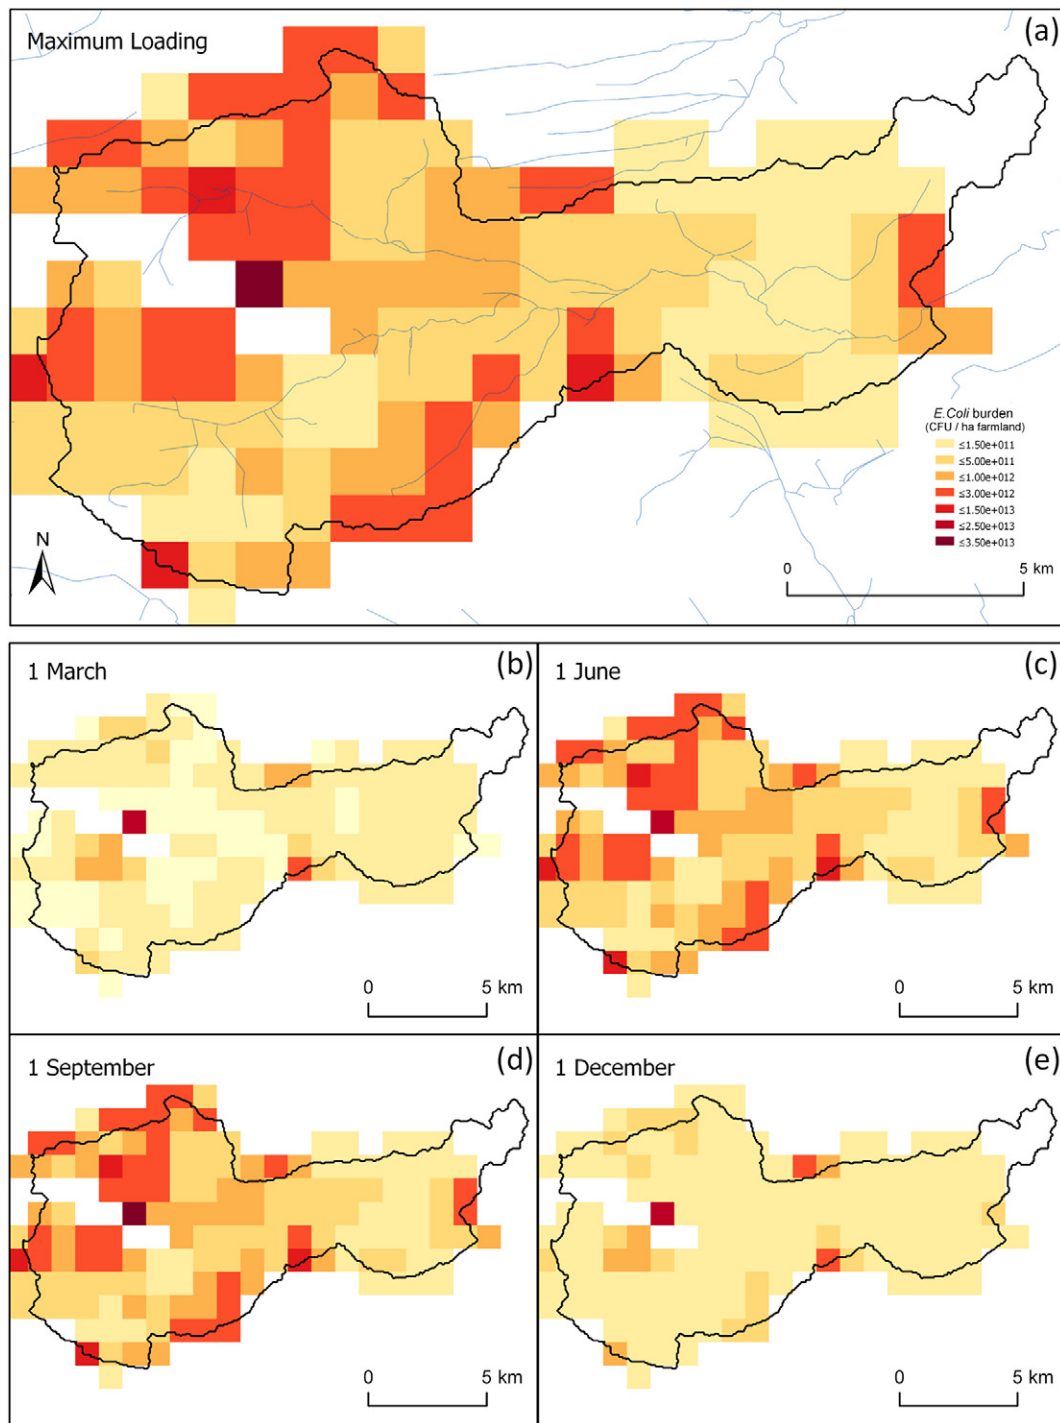 Maximum Loading
(a)
E.Coli burden
(CFU / ha farmland)
≤1.50e+011
≤5.00e+011
≤1.00e+012
≤3.00e+012
≤1.50e+013
≤2.50e+013
≤3.50e+013
N
0 5 km
1 March
(b)
0 5 km
1 June
(c)
0 5 km
1 September
(d)
0 5 km
1 December
(e)
0 5 km